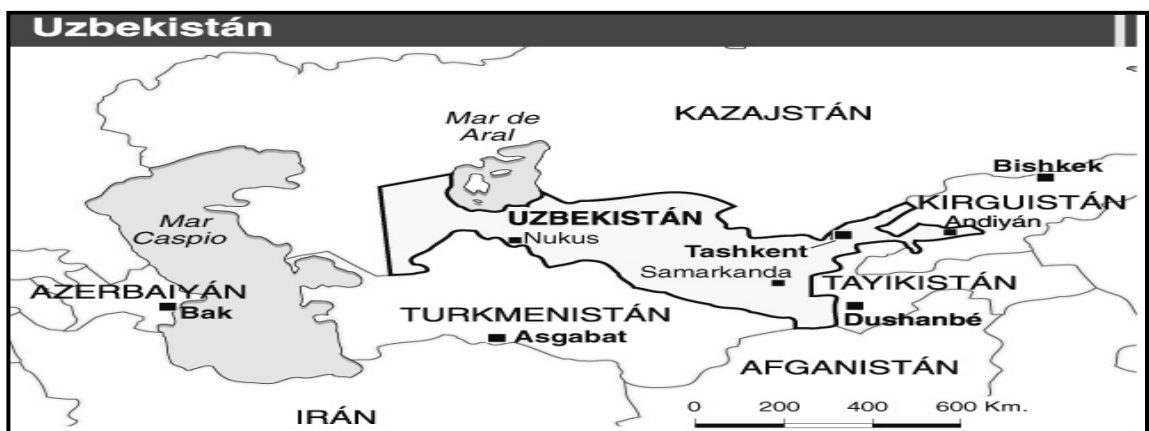 Uzbekistán
KAZAJSTÁN
Mar de
Aral
Bishkek
KIRGUISTÁN
Andiyán
UZBEKISTÁN
Nukus
Tashkent
Samarkanda
Mar
Caspio
AZERBAIYÁN
Bak
TAYIKISTÁN
TURKMENISTÁN
Dushanbé
Asgabat
AFGANISTÁN
IRÁN
0 200 400 600 Km.